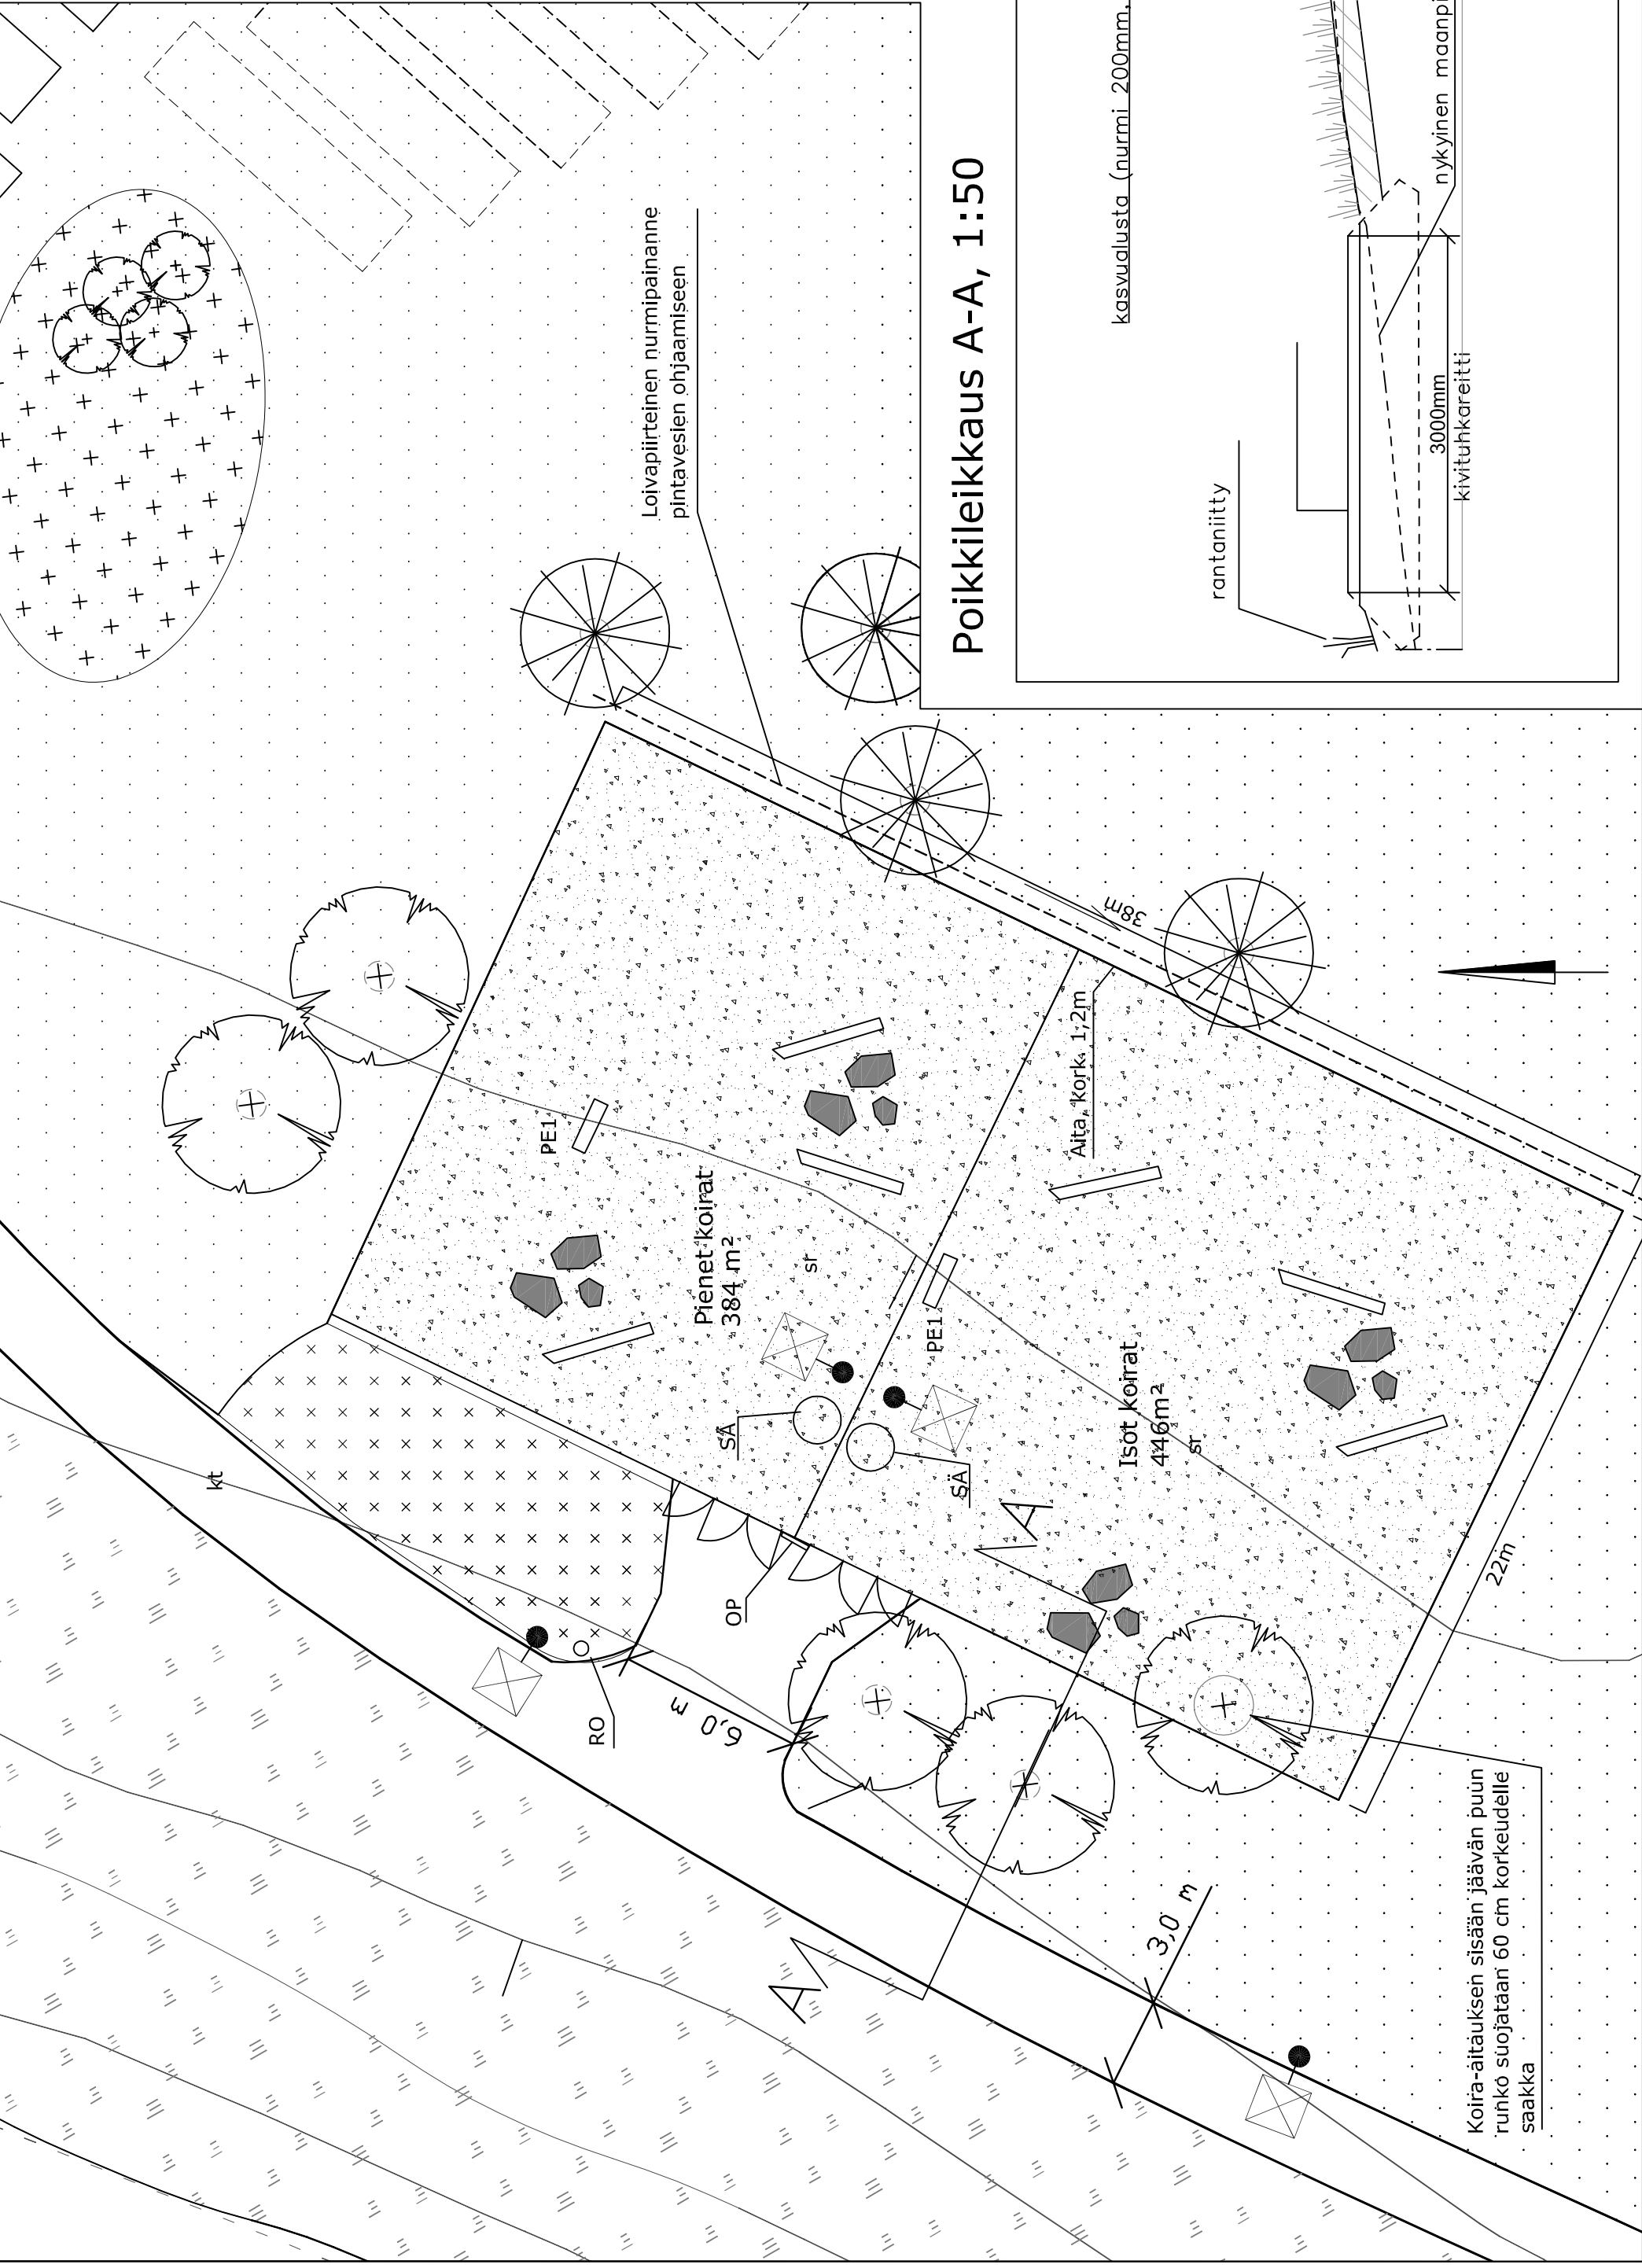 Loivapiirteinen nurmipainanne
pintavesien ohjaamiseen
Poikkileikkaus A-A, 1:50
kasvualusta (nurmi 200mm,
rantaniitty
nykyinen maanpi
3000mm
kivituhkareitti
38m
Aita, kork. 1,2m
PE1
Pienet koirat
384 m²
sr
PE1
SÄ
SÄ
Isot koirat
446m²
sr
kt
OP
RO
6,0 m
22m
A
A
3,0 m
Koira-aitauksen sisään jäävän puun
runko suojataan 60 cm korkeudelle
saakka